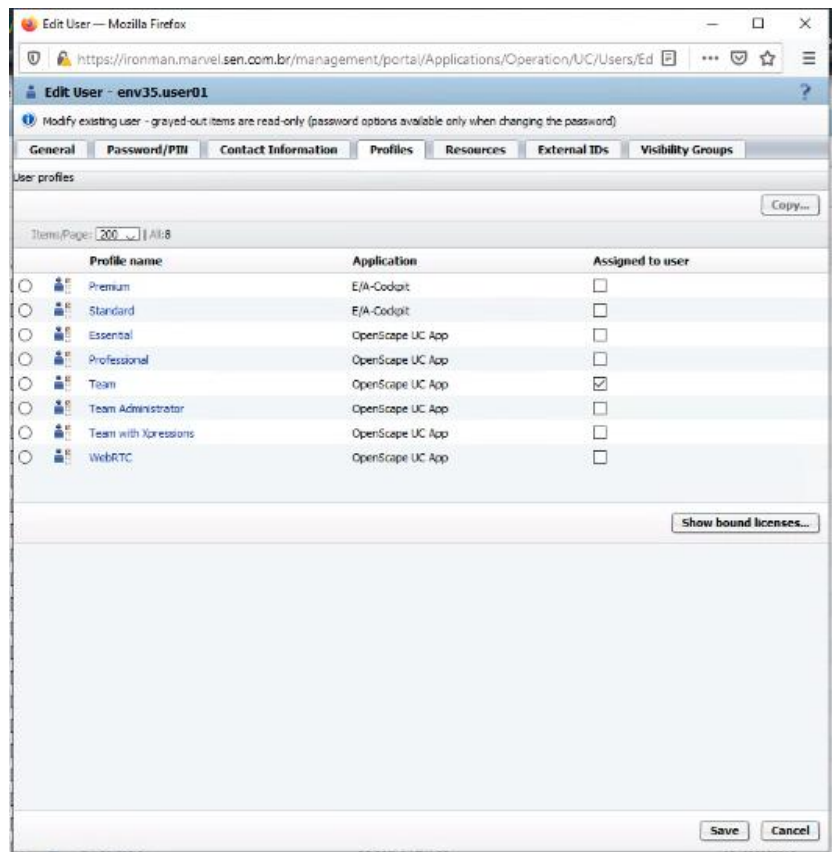 Edit User — Mozilla Firefox
https://ironman.marvel.sen.com.br/management/portal/Applications/Operation/UC/Users/Ed
Edit User - env35.user01 ?
Modify existing user - grayed-out items are read-only (password options available only when changing the password)
General Password/PIN Contact Information Profiles Resources External IDs Visibility Groups
User profiles
Copy...
Items/Page: 200 | All:8
Profile name Application Assigned to user
Premium E/A-Cockpit
Standard E/A-Cockpit
Essential OpenScape UC App
Professional OpenScape UC App
Team OpenScape UC App
Team Administrator OpenScape UC App
Team with Xpressions OpenScape UC App
WebRTC OpenScape UC App
Show bound licenses...
Save Cancel